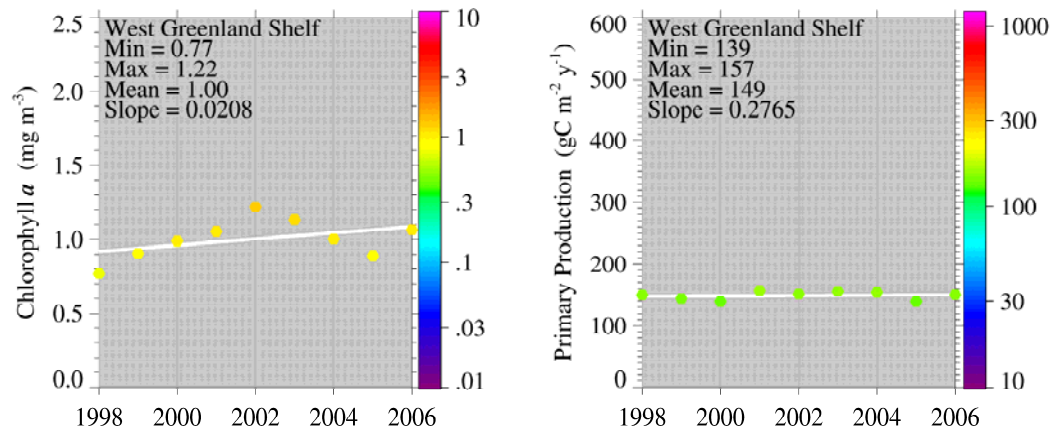 West Greenland Shelf
Min = 0.77
Max = 1.22
Mean = 1.00
Slope = 0.0208
Chlorophyll a (mg m⁻³)
2.5
2.0
1.5
1.0
0.5
0.0
1998 2000 2002 2004 2006
10
3
1
.3
.1
.03
.01
West Greenland Shelf
Min = 139
Max = 157
Mean = 149
Slope = 0.2765
Primary Production (gC m⁻² y⁻¹)
600
500
400
300
200
100
0
1998 2000 2002 2004 2006
1000
300
100
30
10